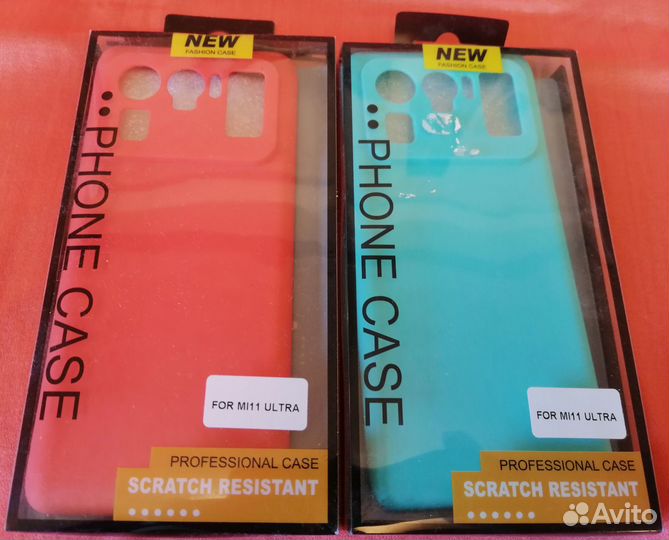 NEW
FASHION CASE
PHONE CASE
FOR MI11 ULTRA
PROFESSIONAL CASE
SCRATCH RESISTANT
NEW
FASHION CASE
PHONE CASE
FOR MI11 ULTRA
PROFESSIONAL CASE
SCRATCH RESISTANT
Avito